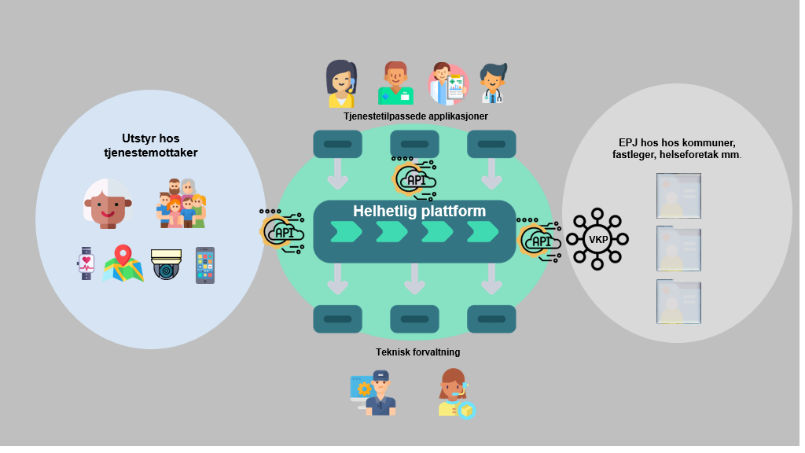 Tjenestetilpassede applikasjoner
Utstyr hos
tjenestemottaker
EPJ hos hos kommuner,
fastleger, helseforetak mm.
API
Helhetlig plattform
API
API
VKP
Teknisk forvaltning